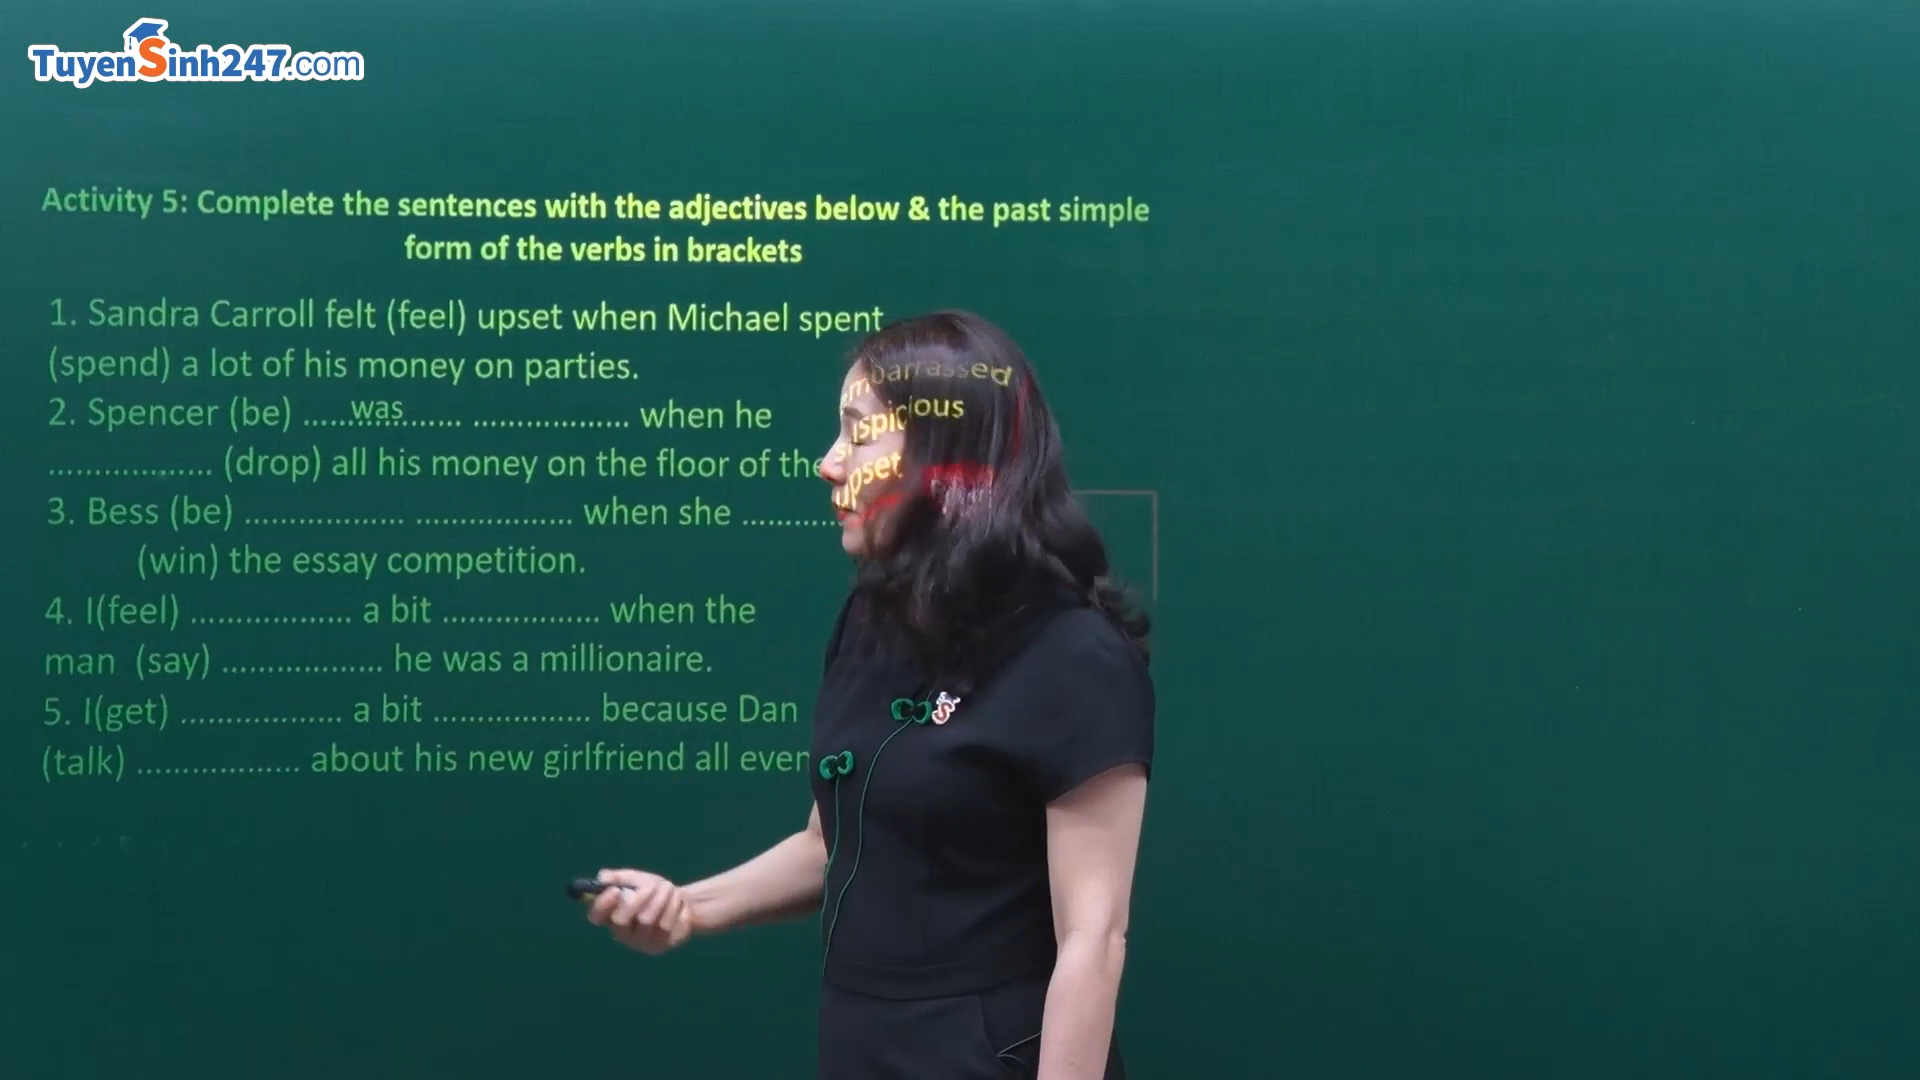 TuyenSinh247.com
Activity 5: Complete the sentences with the adjectives below & the past simple
form of the verbs in brackets
1. Sandra Carroll felt (feel) upset when Michael spent
(spend) a lot of his money on parties.
2. Spencer (be) ......was......... .................. when he
................... (drop) all his money on the floor of the
3. Bess (be) .................. .................. when she ...........
(win) the essay competition.
4. I(feel) .................. a bit .................. when the
man (say) .................. he was a millionaire.
5. I(get) .................. a bit .................. because Dan
(talk) .................. about his new girlfriend all even
upset